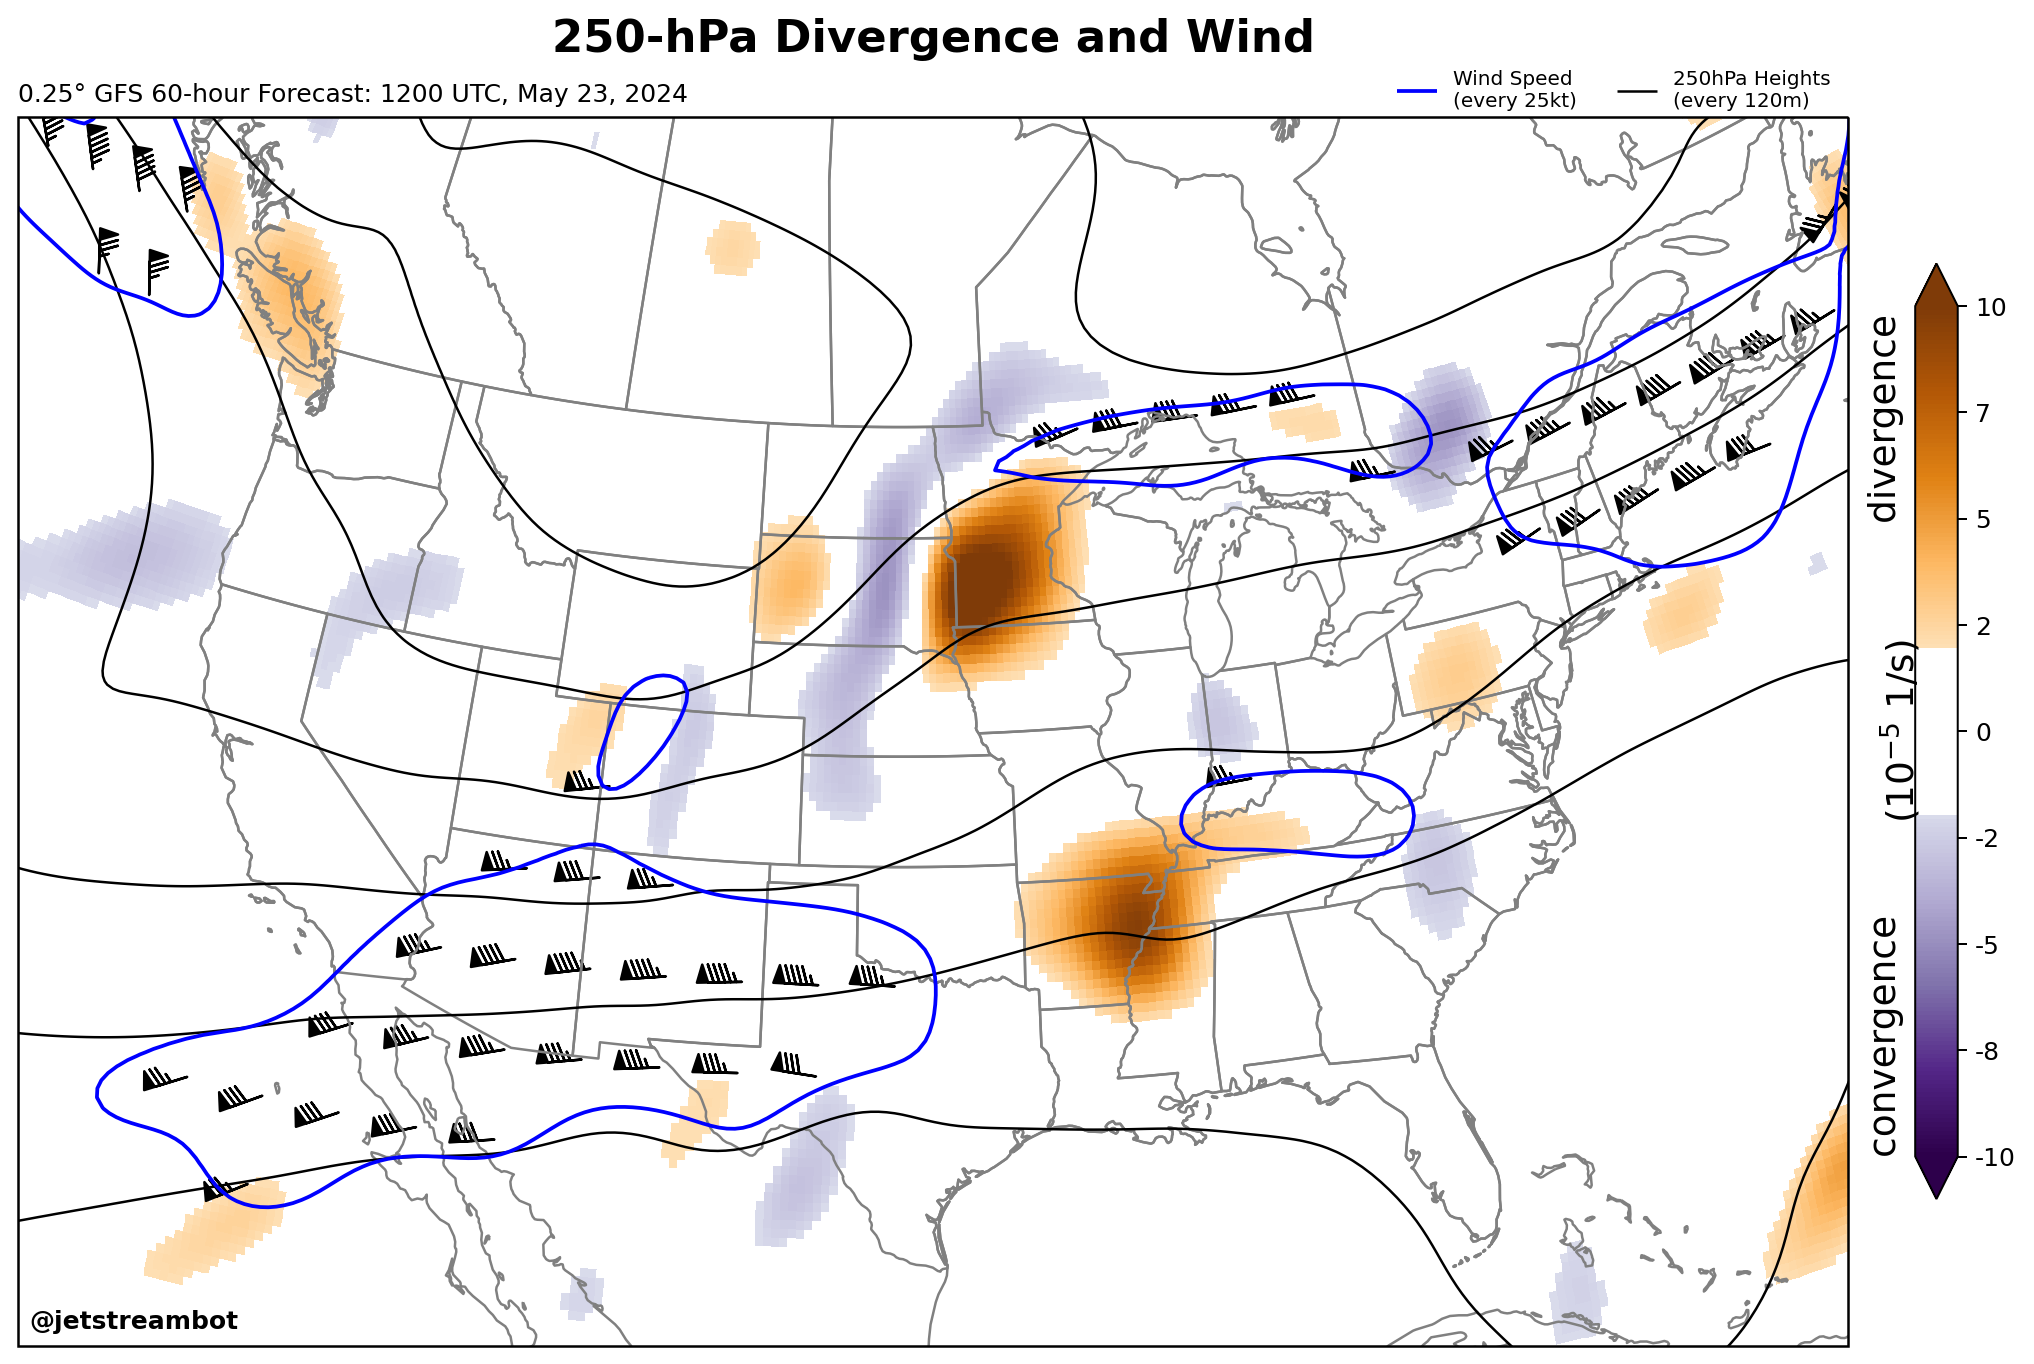 250-hPa Divergence and Wind
0.25° GFS 60-hour Forecast: 1200 UTC, May 23, 2024
Wind Speed
(every 25kt)
250hPa Heights
(every 120m)
10
7
5
2
0
-2
-5
-8
-10
divergence
(10⁻⁵ 1/s)
convergence
@jetstreambot